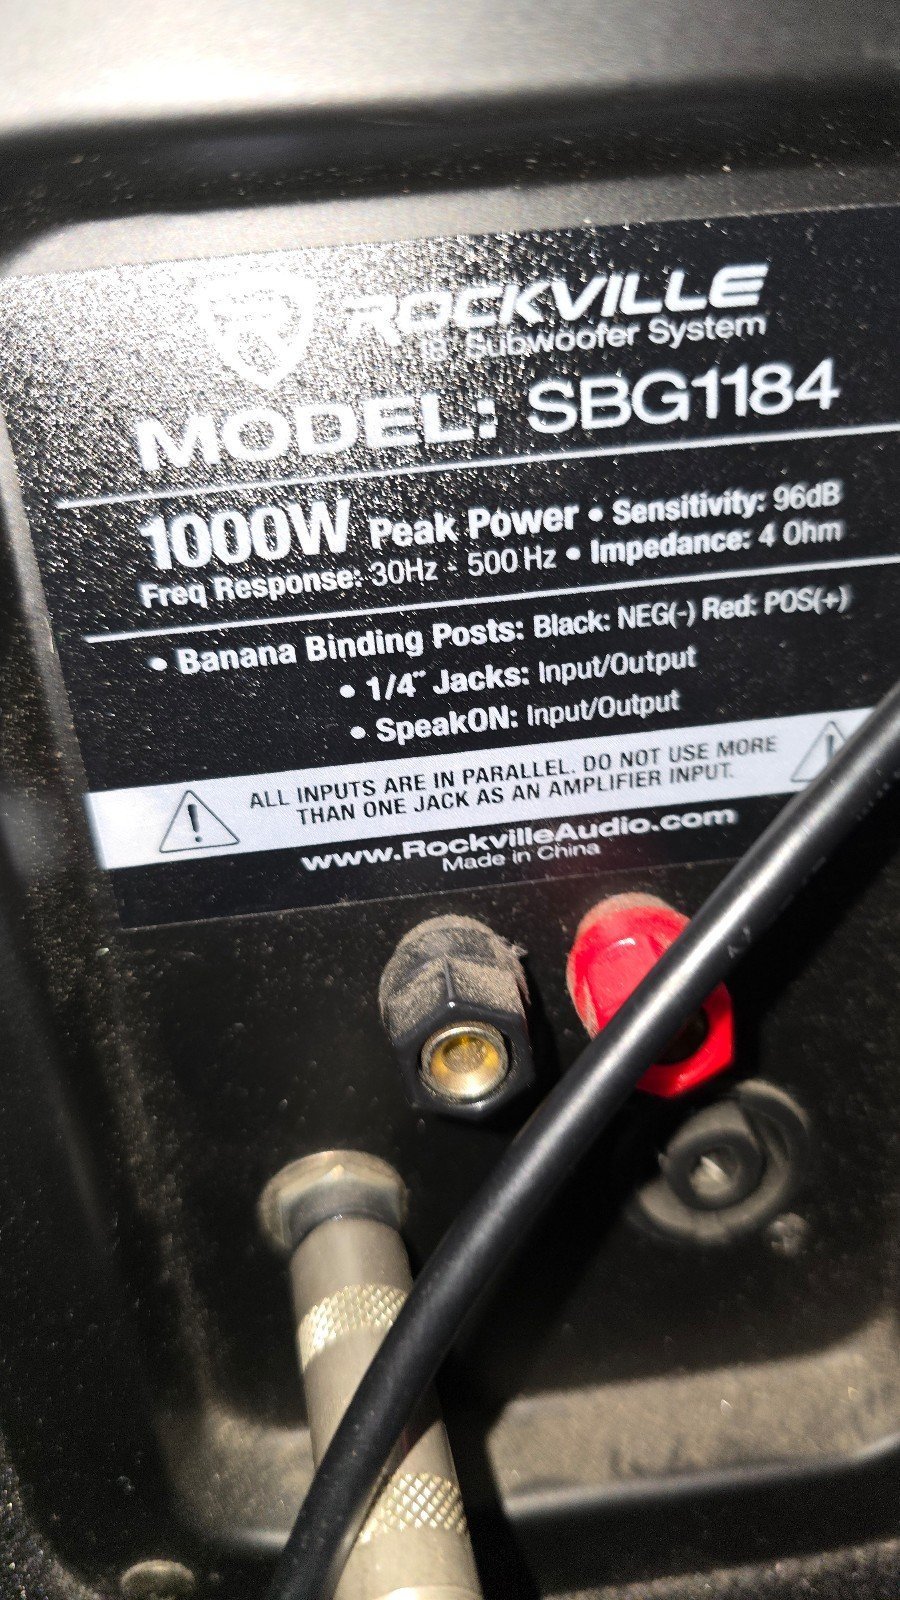 ROCKVILLE
18" Subwoofer System
MODEL: SBG1184
1000W Peak Power • Sensitivity: 96dB
Freq Response: 30Hz - 500 Hz • Impedance: 4 Ohm
• Banana Binding Posts: Black: NEG(-) Red: POS(+)
• 1/4" Jacks: Input/Output
• SpeakON: Input/Output
ALL INPUTS ARE IN PARALLEL. DO NOT USE MORE
THAN ONE JACK AS AN AMPLIFIER INPUT.
www.RockvilleAudio.com
Made in China